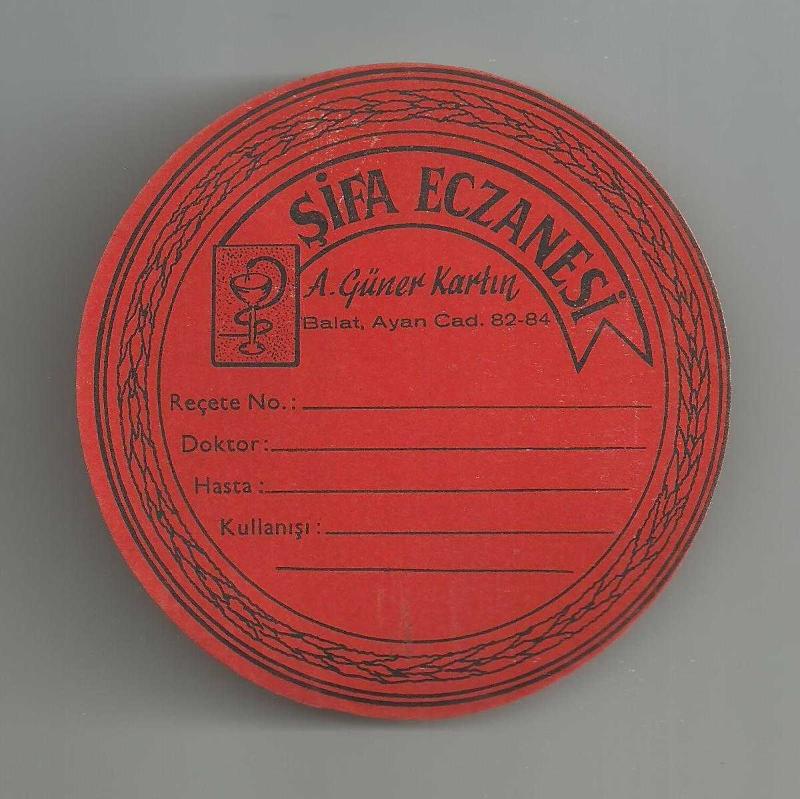 ŞİFA ECZANESİ
A. Güner Kartın
Balat, Ayan Cad. 82-84
Reçete No. :
Doktor :
Hasta :
Kullanışı :